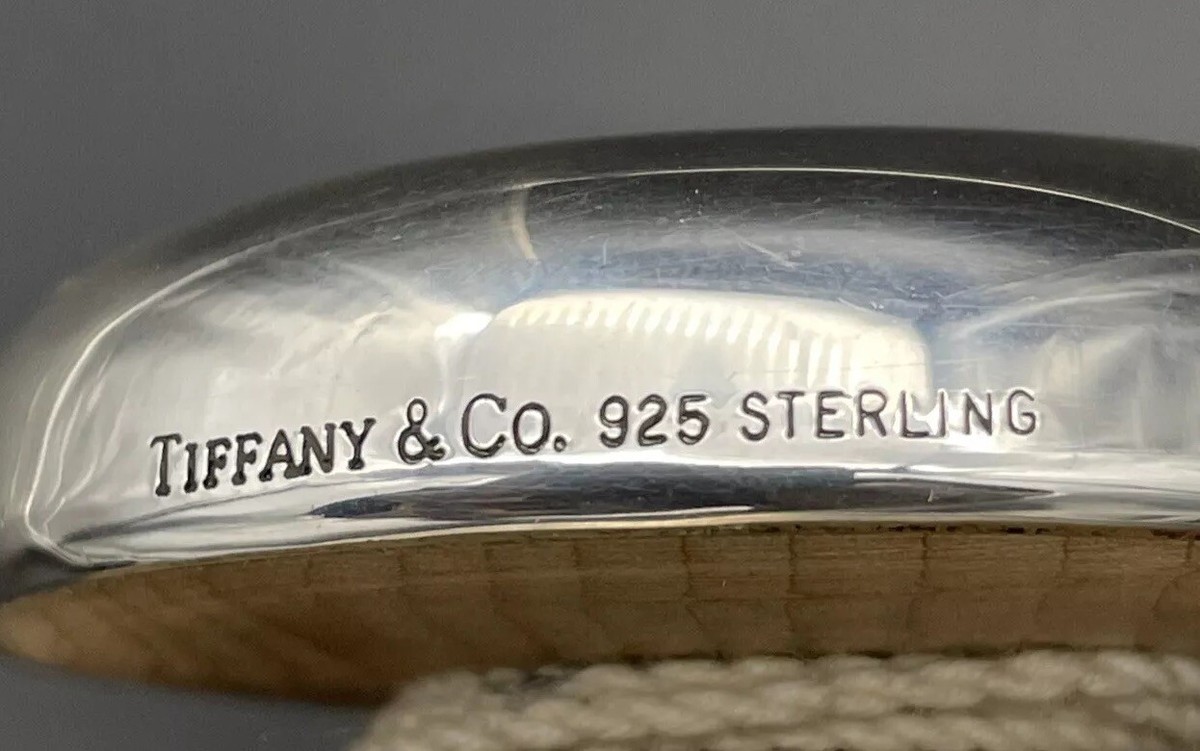 TIFFANY & CO. 925 STERLING